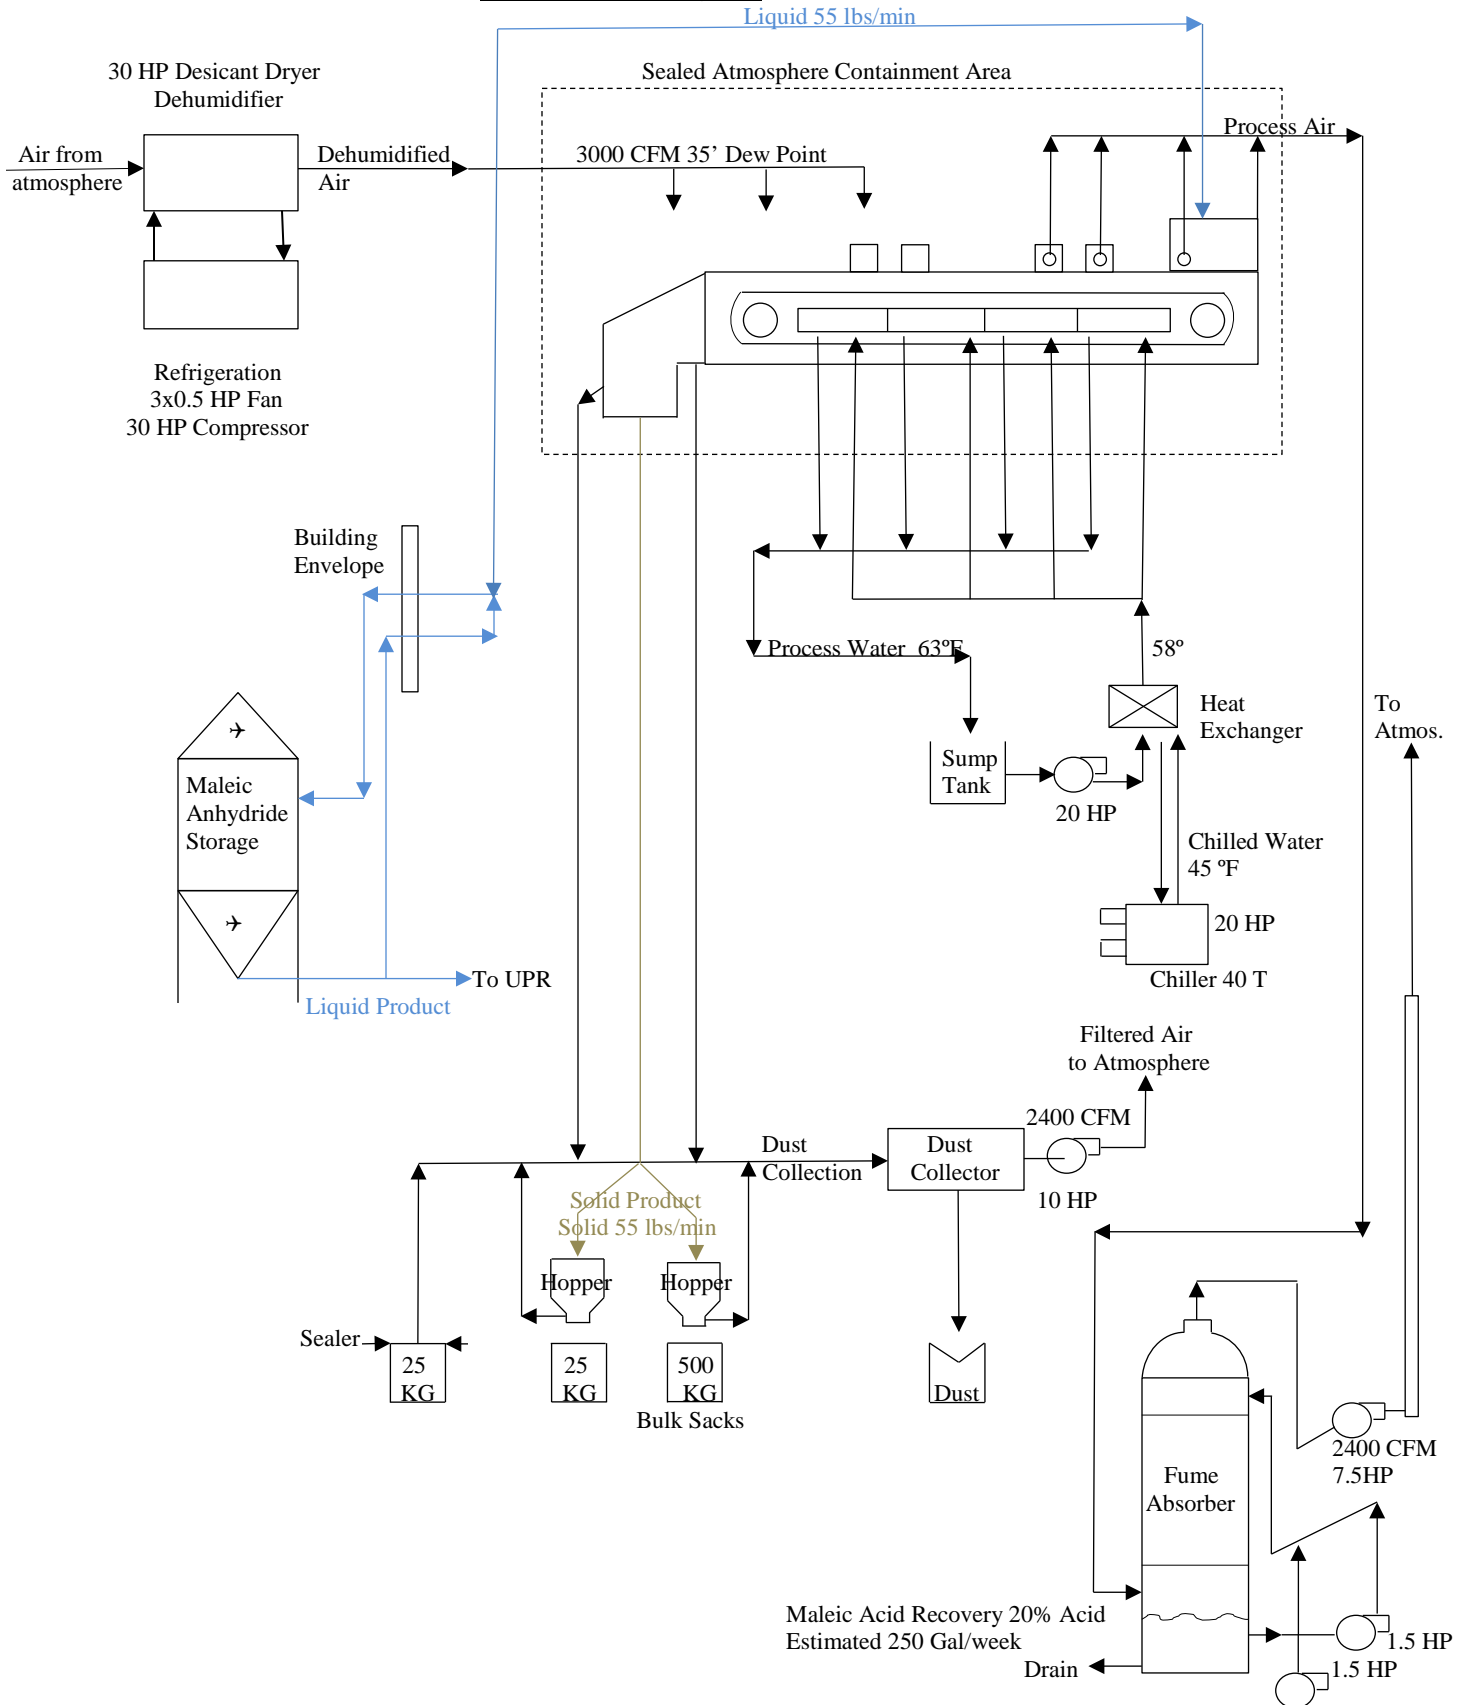 Liquid 55 lbs/min
30 HP Desicant Dryer
Dehumidifier
Sealed Atmosphere Containment Area
Process Air
Air from
atmosphere
Dehumidified
Air
3000 CFM 35’ Dew Point
Refrigeration
3x0.5 HP Fan
30 HP Compressor
Building
Envelope
Process Water  63ºF
58º
Heat
Exchanger
To
Atmos.
Sump
Tank
20 HP
Maleic
Anhydride
Storage
Chilled Water
45 ºF
20 HP
Chiller 40 T
To UPR
Liquid Product
Filtered Air
to Atmosphere
2400 CFM
Dust
Collection
Dust
Collector
10 HP
Solid Product
Solid 55 lbs/min
Hopper
Hopper
Sealer
25
KG
25
KG
500
KG
Bulk Sacks
Dust
2400 CFM
7.5HP
Fume
Absorber
Maleic Acid Recovery 20% Acid
Estimated 250 Gal/week
Drain
1.5 HP
1.5 HP